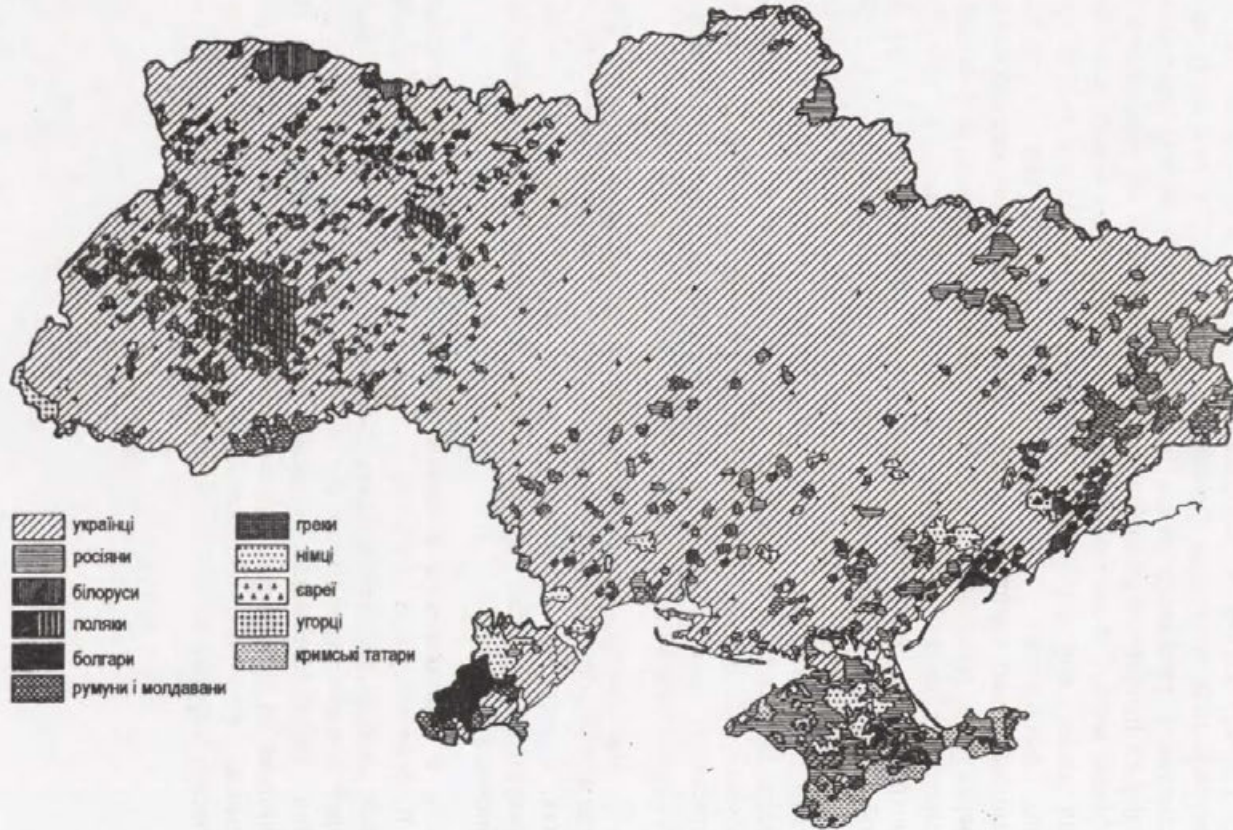 українці
росіяни
білоруси
поляки
болгари
румуни і молдавани
греки
німці
євреї
угорці
кримські татари